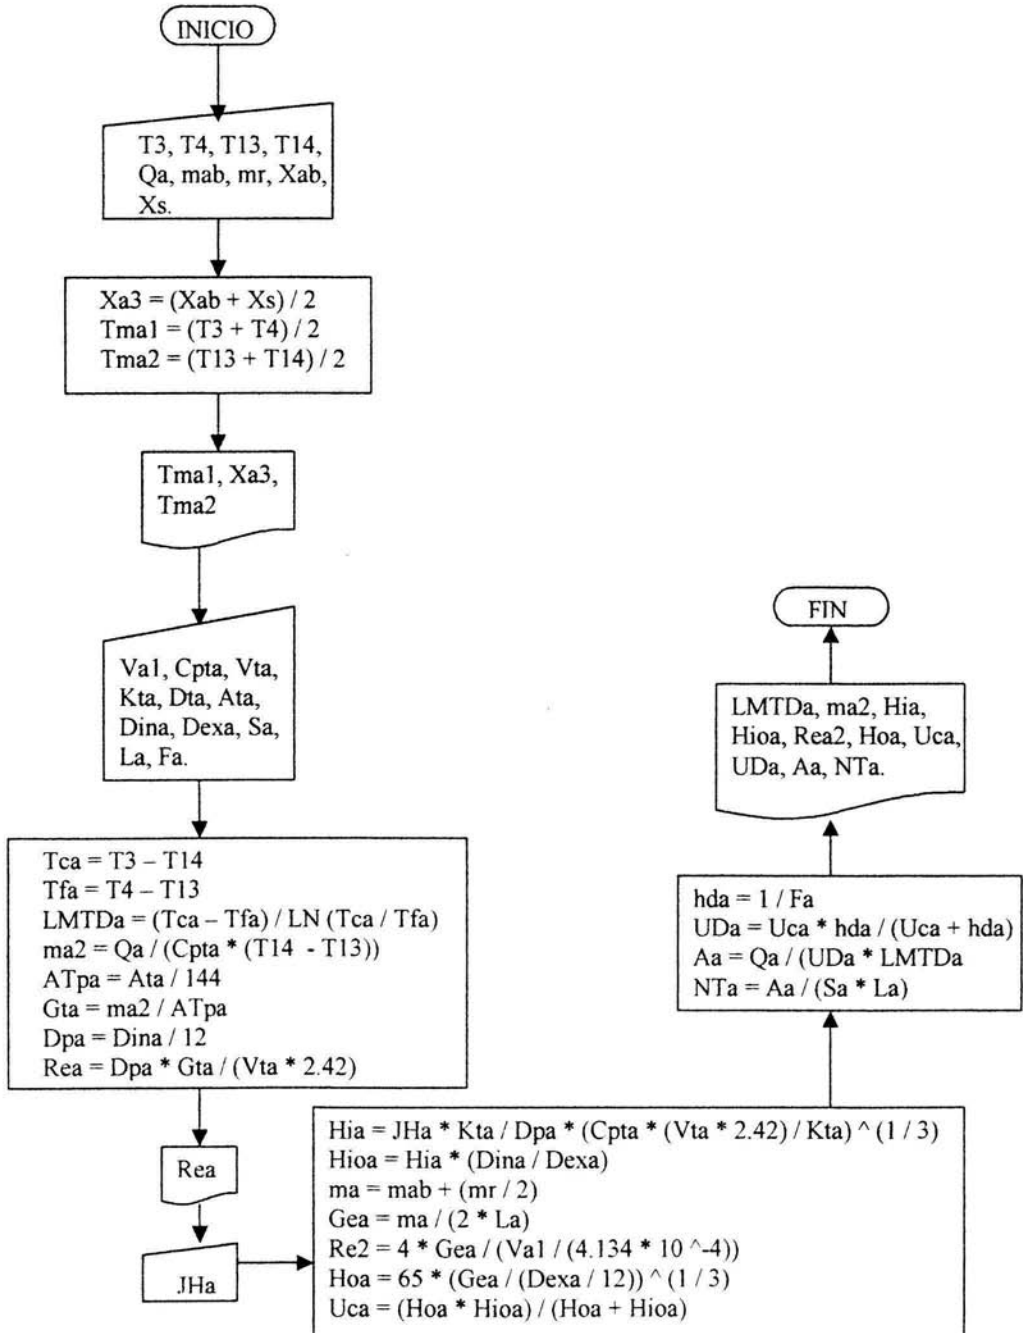 INICIO
T3, T4, T13, T14,
Qa, mab, mr, Xab,
Xs.
Xa3 = (Xab + Xs) / 2
Tma1 = (T3 + T4) / 2
Tma2 = (T13 + T14) / 2
Tma1, Xa3,
Tma2
Va1, Cpta, Vta,
Kta, Dta, Ata,
Dina, Dexa, Sa,
La, Fa.
Tca = T3 – T14
Tfa = T4 – T13
LMTDa = (Tca – Tfa) / LN (Tca / Tfa)
ma2 = Qa / (Cpta * (T14 - T13))
ATpa = Ata / 144
Gta = ma2 / ATpa
Dpa = Dina / 12
Rea = Dpa * Gta / (Vta * 2.42)
Rea
JHa
Hia = JHa * Kta / Dpa * (Cpta * (Vta * 2.42) / Kta) ^ (1 / 3)
Hioa = Hia * (Dina / Dexa)
ma = mab + (mr / 2)
Gea = ma / (2 * La)
Re2 = 4 * Gea / (Va1 / (4.134 * 10 ^-4))
Hoa = 65 * (Gea / (Dexa / 12)) ^ (1 / 3)
Uca = (Hoa * Hioa) / (Hoa + Hioa)
hda = 1 / Fa
UDa = Uca * hda / (Uca + hda)
Aa = Qa / (UDa * LMTDa
NTa = Aa / (Sa * La)
LMTDa, ma2, Hia,
Hioa, Rea2, Hoa, Uca,
UDa, Aa, NTa.
FIN